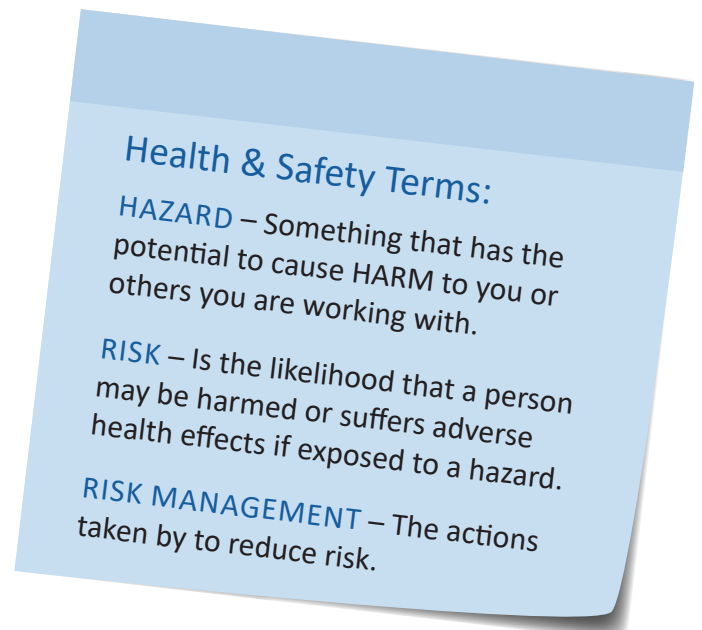 Health & Safety Terms:
HAZARD – Something that has the
potential to cause HARM to you or
others you are working with.
RISK – Is the likelihood that a person
may be harmed or suffers adverse
health effects if exposed to a hazard.
RISK MANAGEMENT – The actions
taken by to reduce risk.